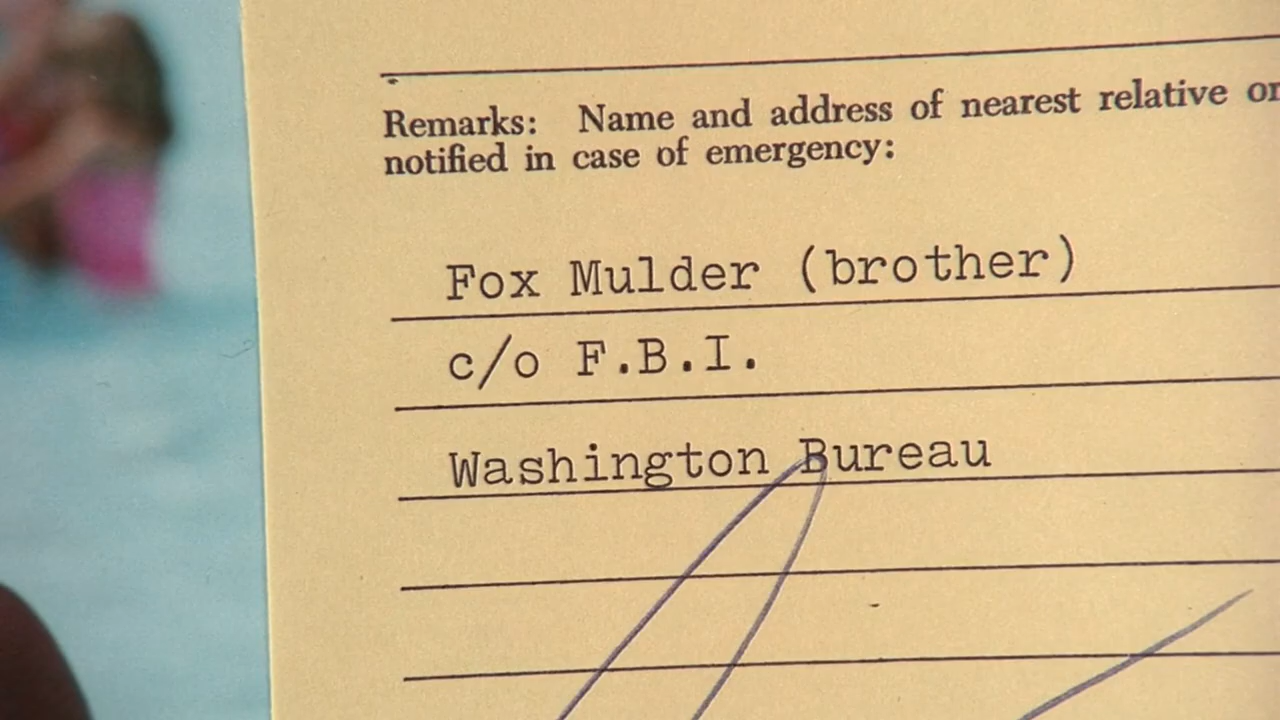 Remarks: Name and address of nearest relative or
notified in case of emergency:
Fox Mulder (brother)
c/o F.B.I.
Washington Bureau